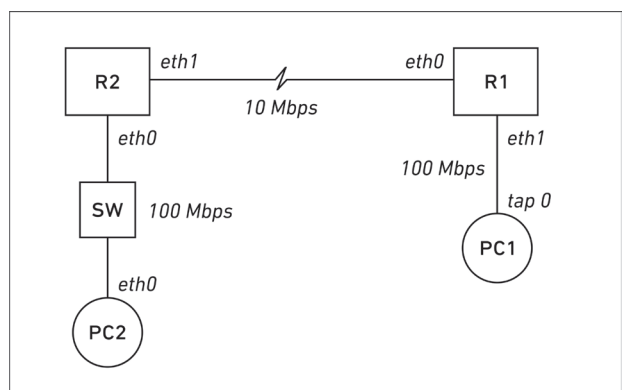 R2
eth1
eth0
R1
10 Mbps
eth0
eth1
100 Mbps
SW
100 Mbps
tap 0
PC1
eth0
PC2